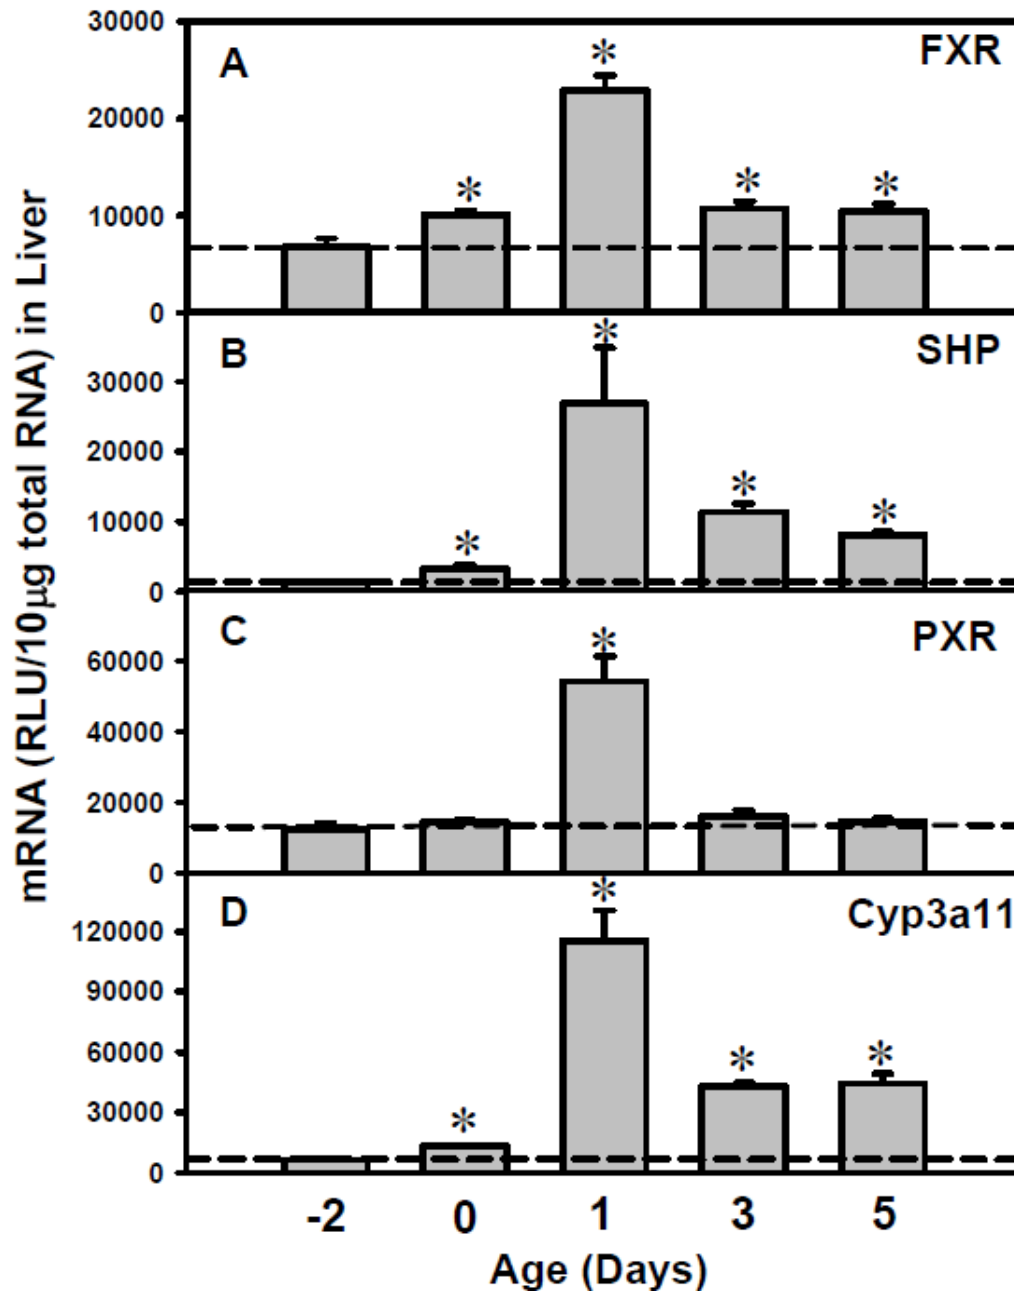 mRNA (RLU/10µg total RNA) in Liver
A
FXR
30000
20000
10000
0
*
*
*
*
B
SHP
30000
20000
10000
0
*
*
*
*
C
PXR
60000
40000
20000
0
*
D
Cyp3a11
120000
90000
60000
30000
0
*
*
*
*
-2 0 1 3 5
Age (Days)